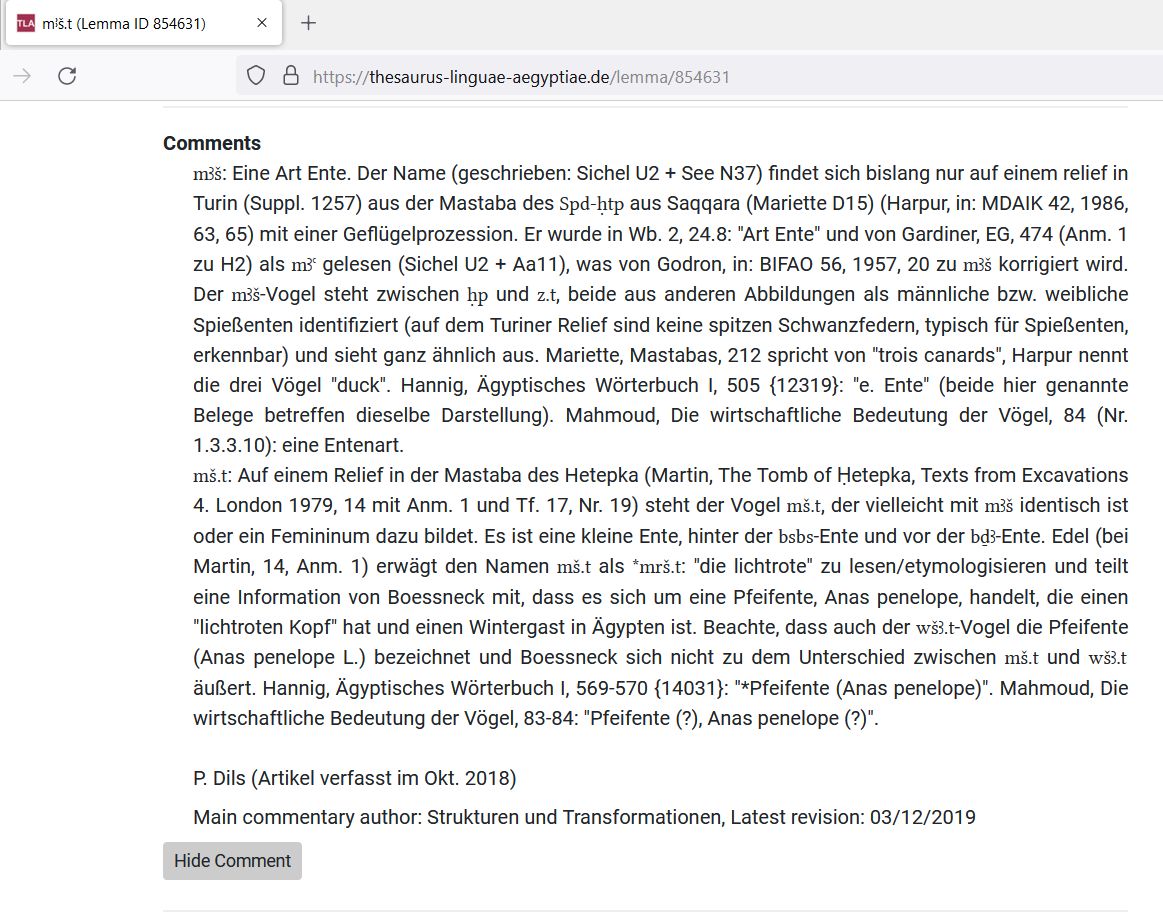 TLA mꜣš.t (Lemma ID 854631)
https://thesaurus-linguae-aegyptiae.de/lemma/854631
Comments
mꜣš: Eine Art Ente. Der Name (geschrieben: Sichel U2 + See N37) findet sich bislang nur auf einem relief in
Turin (Suppl. 1257) aus der Mastaba des Spd-ḥtp aus Saqqara (Mariette D15) (Harpur, in: MDAIK 42, 1986,
63, 65) mit einer Geflügelprozession. Er wurde in Wb. 2, 24.8: "Art Ente" und von Gardiner, EG, 474 (Anm. 1
zu H2) als mꜣꜥ gelesen (Sichel U2 + Aa11), was von Godron, in: BIFAO 56, 1957, 20 zu mꜣš korrigiert wird.
Der mꜣš-Vogel steht zwischen ḥp und z.t, beide aus anderen Abbildungen als männliche bzw. weibliche
Spießenten identifiziert (auf dem Turiner Relief sind keine spitzen Schwanzfedern, typisch für Spießenten,
erkennbar) und sieht ganz ähnlich aus. Mariette, Mastabas, 212 spricht von "trois canards", Harpur nennt
die drei Vögel "duck". Hannig, Ägyptisches Wörterbuch I, 505 {12319}: "e. Ente" (beide hier genannte
Belege betreffen dieselbe Darstellung). Mahmoud, Die wirtschaftliche Bedeutung der Vögel, 84 (Nr.
1.3.3.10): eine Entenart.
mš.t: Auf einem Relief in der Mastaba des Hetepka (Martin, The Tomb of Ḥetepka, Texts from Excavations
4. London 1979, 14 mit Anm. 1 und Tf. 17, Nr. 19) steht der Vogel mš.t, der vielleicht mit mꜣš identisch ist
oder ein Femininum dazu bildet. Es ist eine kleine Ente, hinter der bsbs-Ente und vor der bḏꜣ-Ente. Edel (bei
Martin, 14, Anm. 1) erwägt den Namen mš.t als *mrš.t: "die lichtrote" zu lesen/etymologisieren und teilt
eine Information von Boessneck mit, dass es sich um eine Pfeifente, Anas penelope, handelt, die einen
"lichtroten Kopf" hat und einen Wintergast in Ägypten ist. Beachte, dass auch der wšꜣ.t-Vogel die Pfeifente
(Anas penelope L.) bezeichnet und Boessneck sich nicht zu dem Unterschied zwischen mš.t und wšꜣ.t
äußert. Hannig, Ägyptisches Wörterbuch I, 569-570 {14031}: "*Pfeifente (Anas penelope)". Mahmoud, Die
wirtschaftliche Bedeutung der Vögel, 83-84: "Pfeifente (?), Anas penelope (?)".
P. Dils (Artikel verfasst im Okt. 2018)
Main commentary author: Strukturen und Transformationen, Latest revision: 03/12/2019
Hide Comment